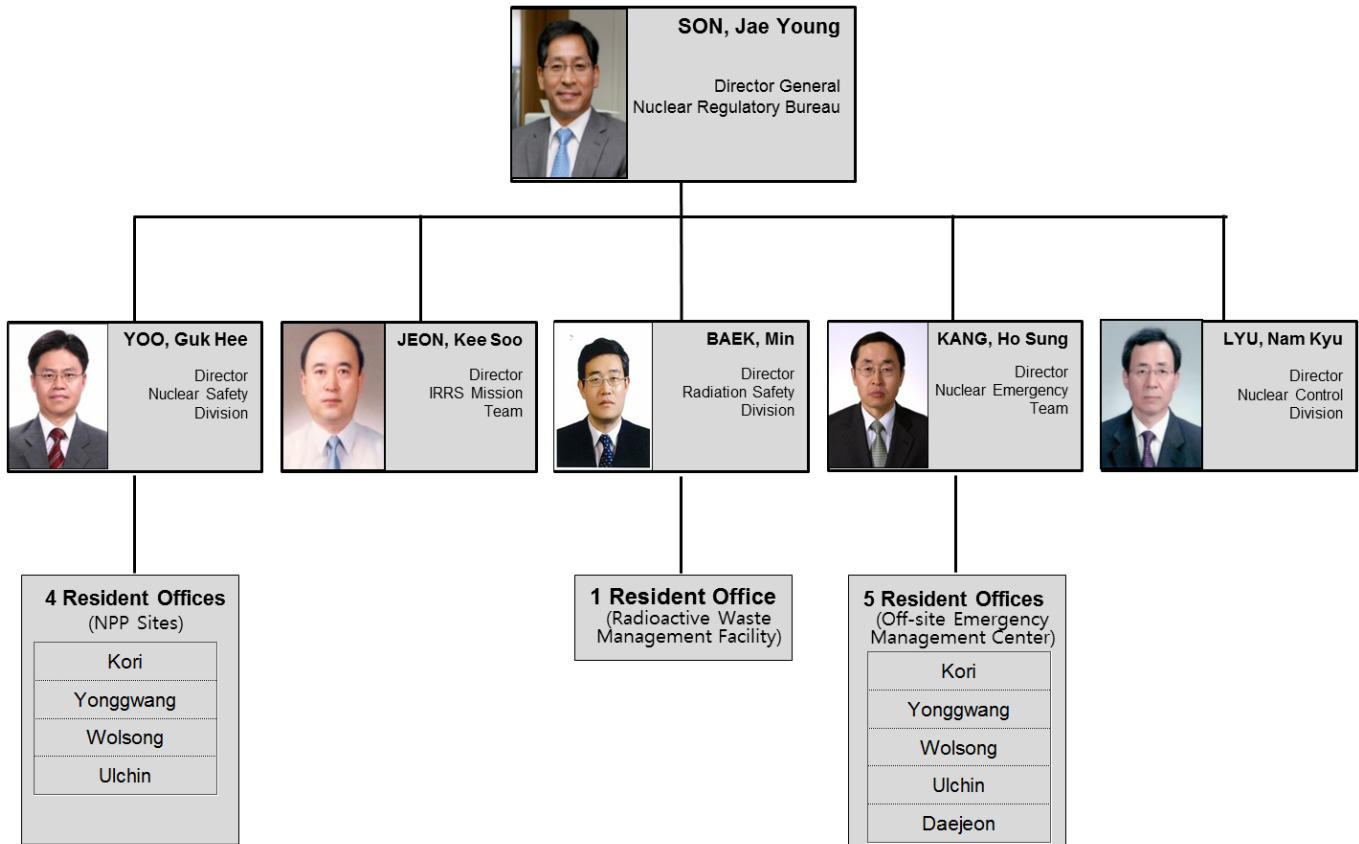 SON, Jae Young
Director General
Nuclear Regulatory Bureau
YOO, Guk Hee
Director
Nuclear Safety
Division
JEON, Kee Soo
Director
IRRS Mission
Team
BAEK, Min
Director
Radiation Safety
Division
KANG, Ho Sung
Director
Nuclear Emergency
Team
LYU, Nam Kyu
Director
Nuclear Control
Division
4 Resident Offices
(NPP Sites)
Kori
Yonggwang
Wolsong
Ulchin
1 Resident Office
(Radioactive Waste
Management Facility)
5 Resident Offices
(Off-site Emergency
Management Center)
Kori
Yonggwang
Wolsong
Ulchin
Daejeon